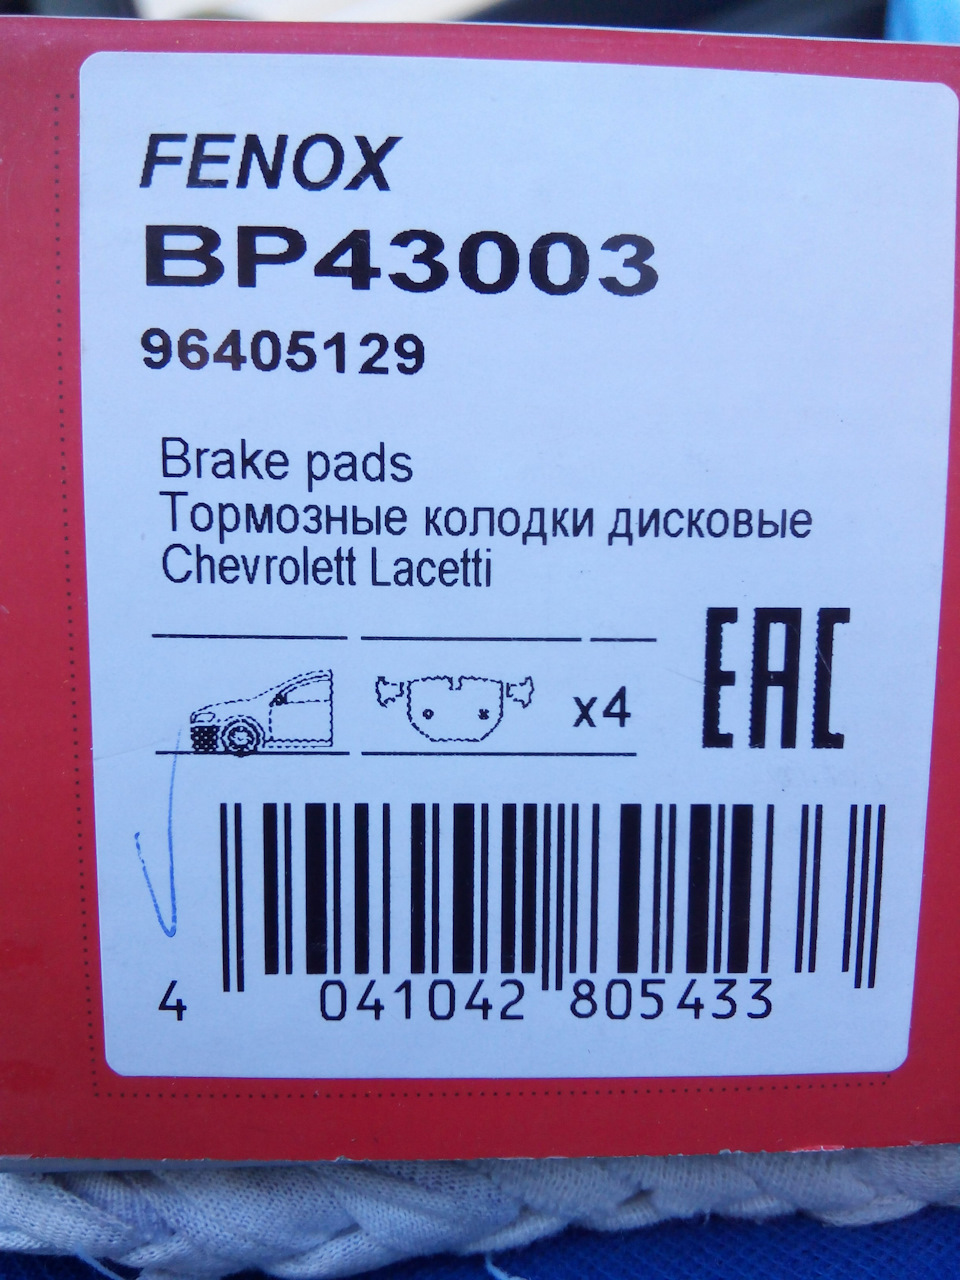 FENOX
BP43003
96405129
Brake pads
Тормозные колодки дисковые
Chevrolett Lacetti
x4
EAC
4 041042 805433